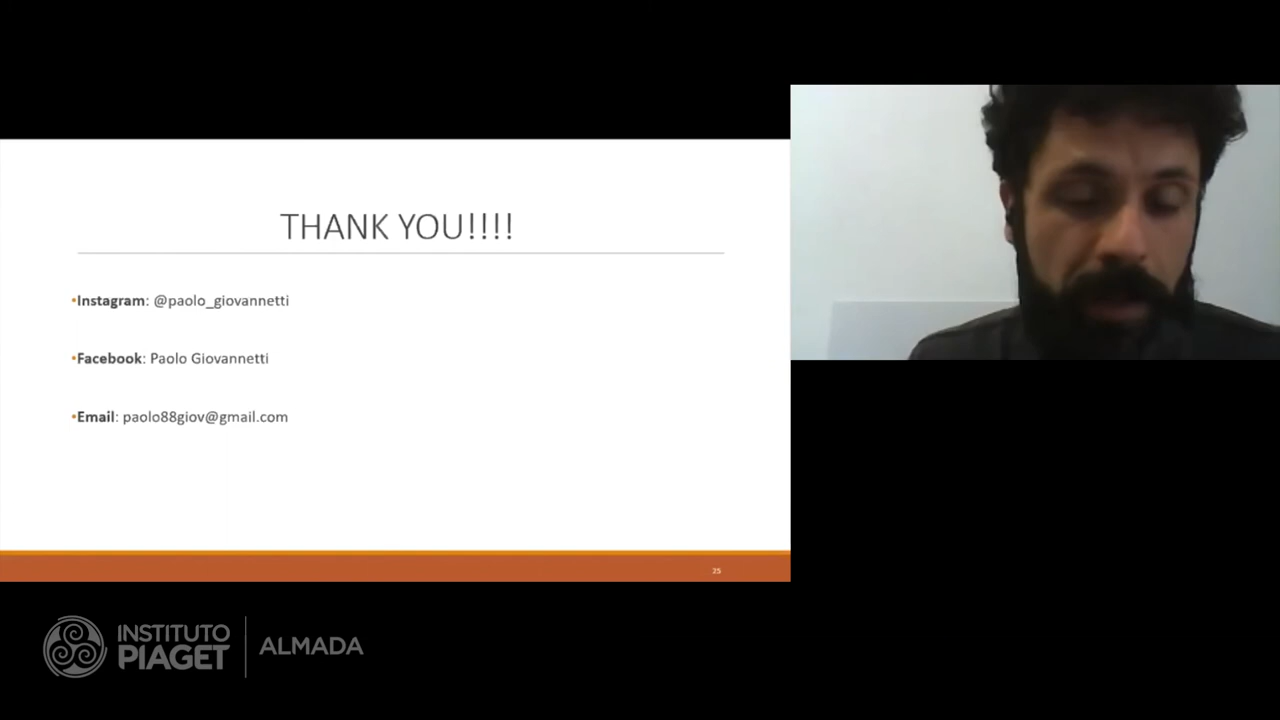 THANK YOU!!!!
•Instagram: @paolo_giovannetti
•Facebook: Paolo Giovannetti
•Email: paolo88giov@gmail.com
25
INSTITUTO
PIAGET
ALMADA